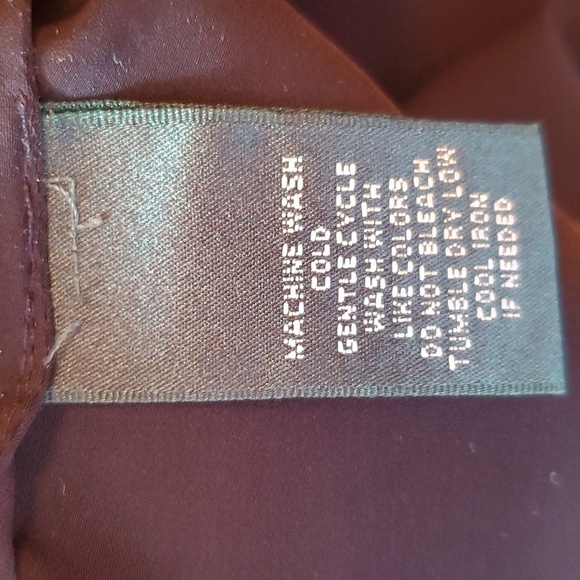 MACHINE WASH
COLD
GENTLE CYCLE
WASH WITH
LIKE COLORS
DO NOT BLEACH
TUMBLE DRY LOW
COOL IRON
IF NEEDED